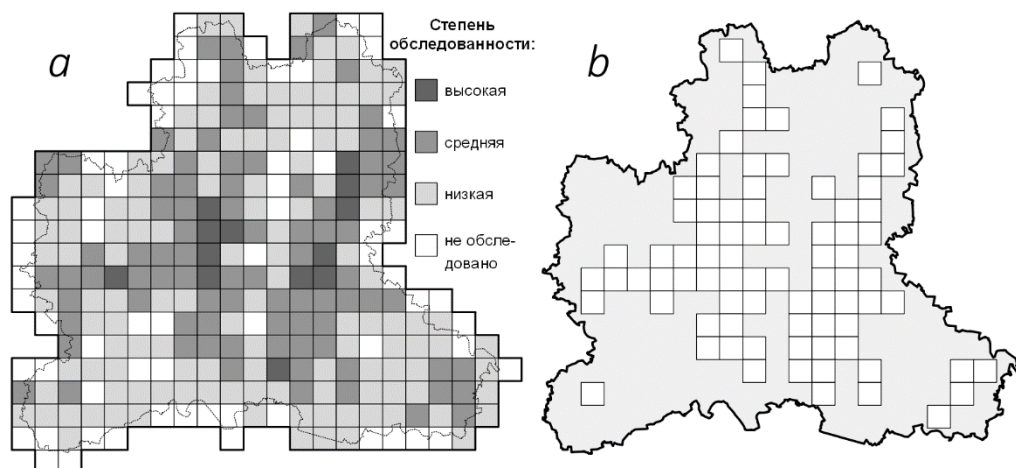 a
Степень
обследованности:
высокая
средняя
низкая
не обсле-
довано
b